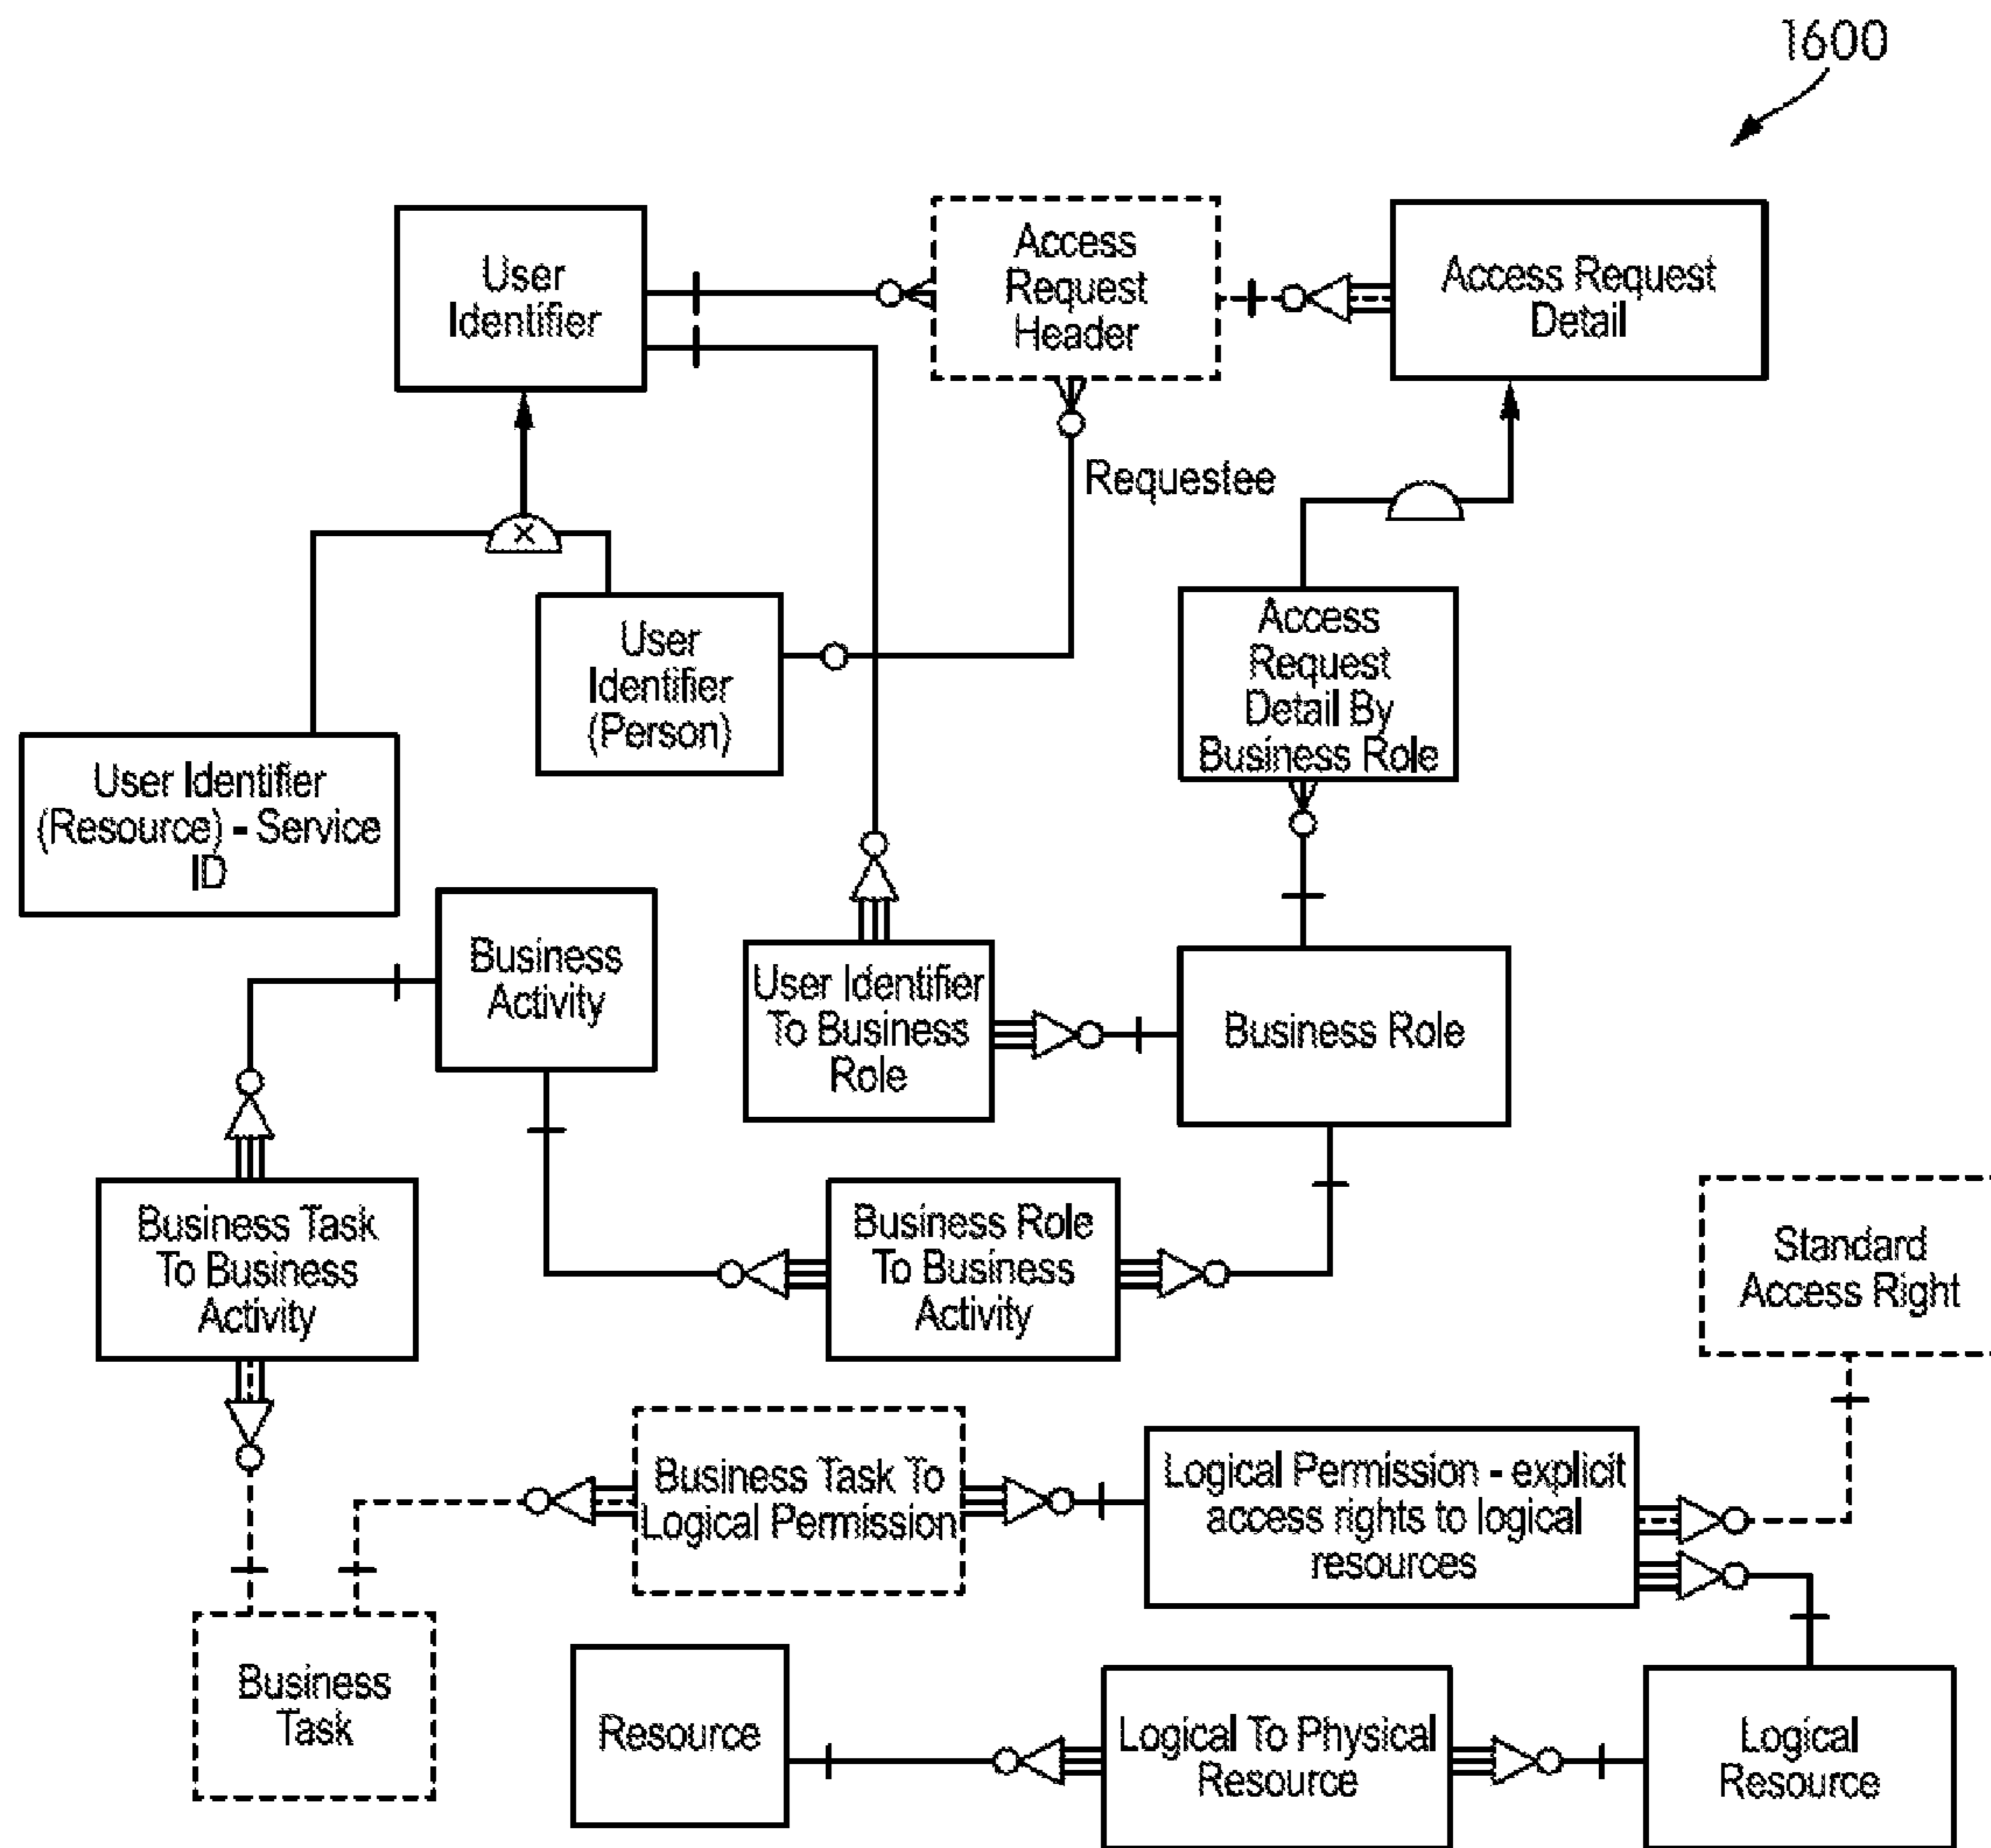 1600
User
Identifier
Access
Request
Header
Access Request
Detail
Requestee
User
Identifier
(Person)
Access
Request
Detail By
Business Role
User Identifier
(Resource) - Service
ID
Business
Activity
User Identifier
To Business
Role
Business Role
Business Task
To Business
Activity
Business Role
To Business
Activity
Standard
Access Right
Business Task To
Logical Permission
Logical Permission - explicit
access rights to logical
resources
Business
Task
Resource
Logical To Physical
Resource
Logical
Resource